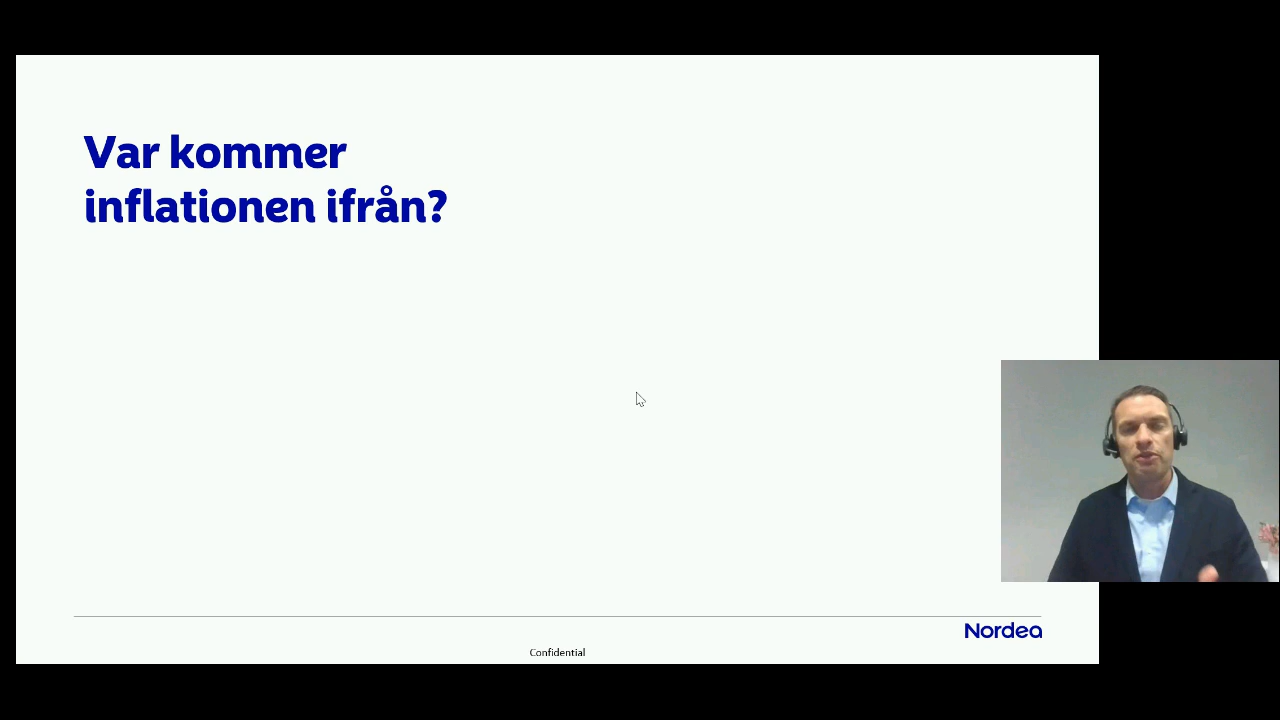 Var kommer
inflationen ifrån?
Nordea
Confidential